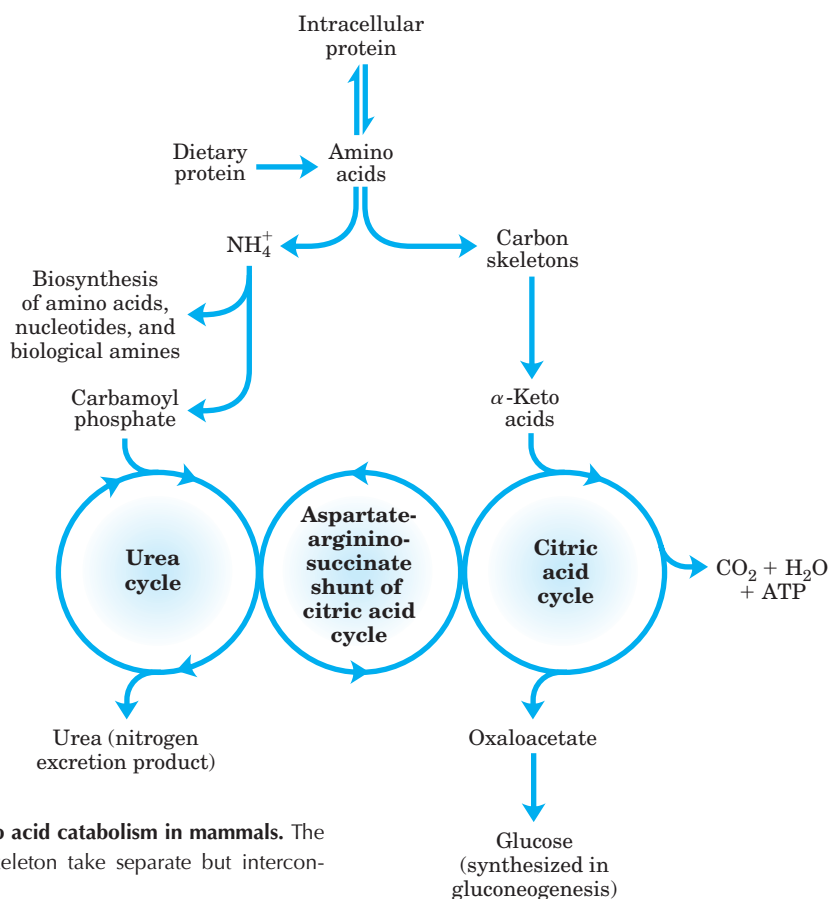 Intracellular
protein
Dietary
protein
Amino
acids
NH₄⁺
Carbon
skeletons
Biosynthesis
of amino acids,
nucleotides, and
biological amines
Carbamoyl
phosphate
α-Keto
acids
Urea
cycle
Aspartate-
arginino-
succinate
shunt of
citric acid
cycle
Citric
acid
cycle
CO₂ + H₂O
+ ATP
Urea (nitrogen
excretion product)
Oxaloacetate
Glucose
(synthesized in
gluconeogenesis)
o acid catabolism in mammals. The
keleton take separate but intercon-